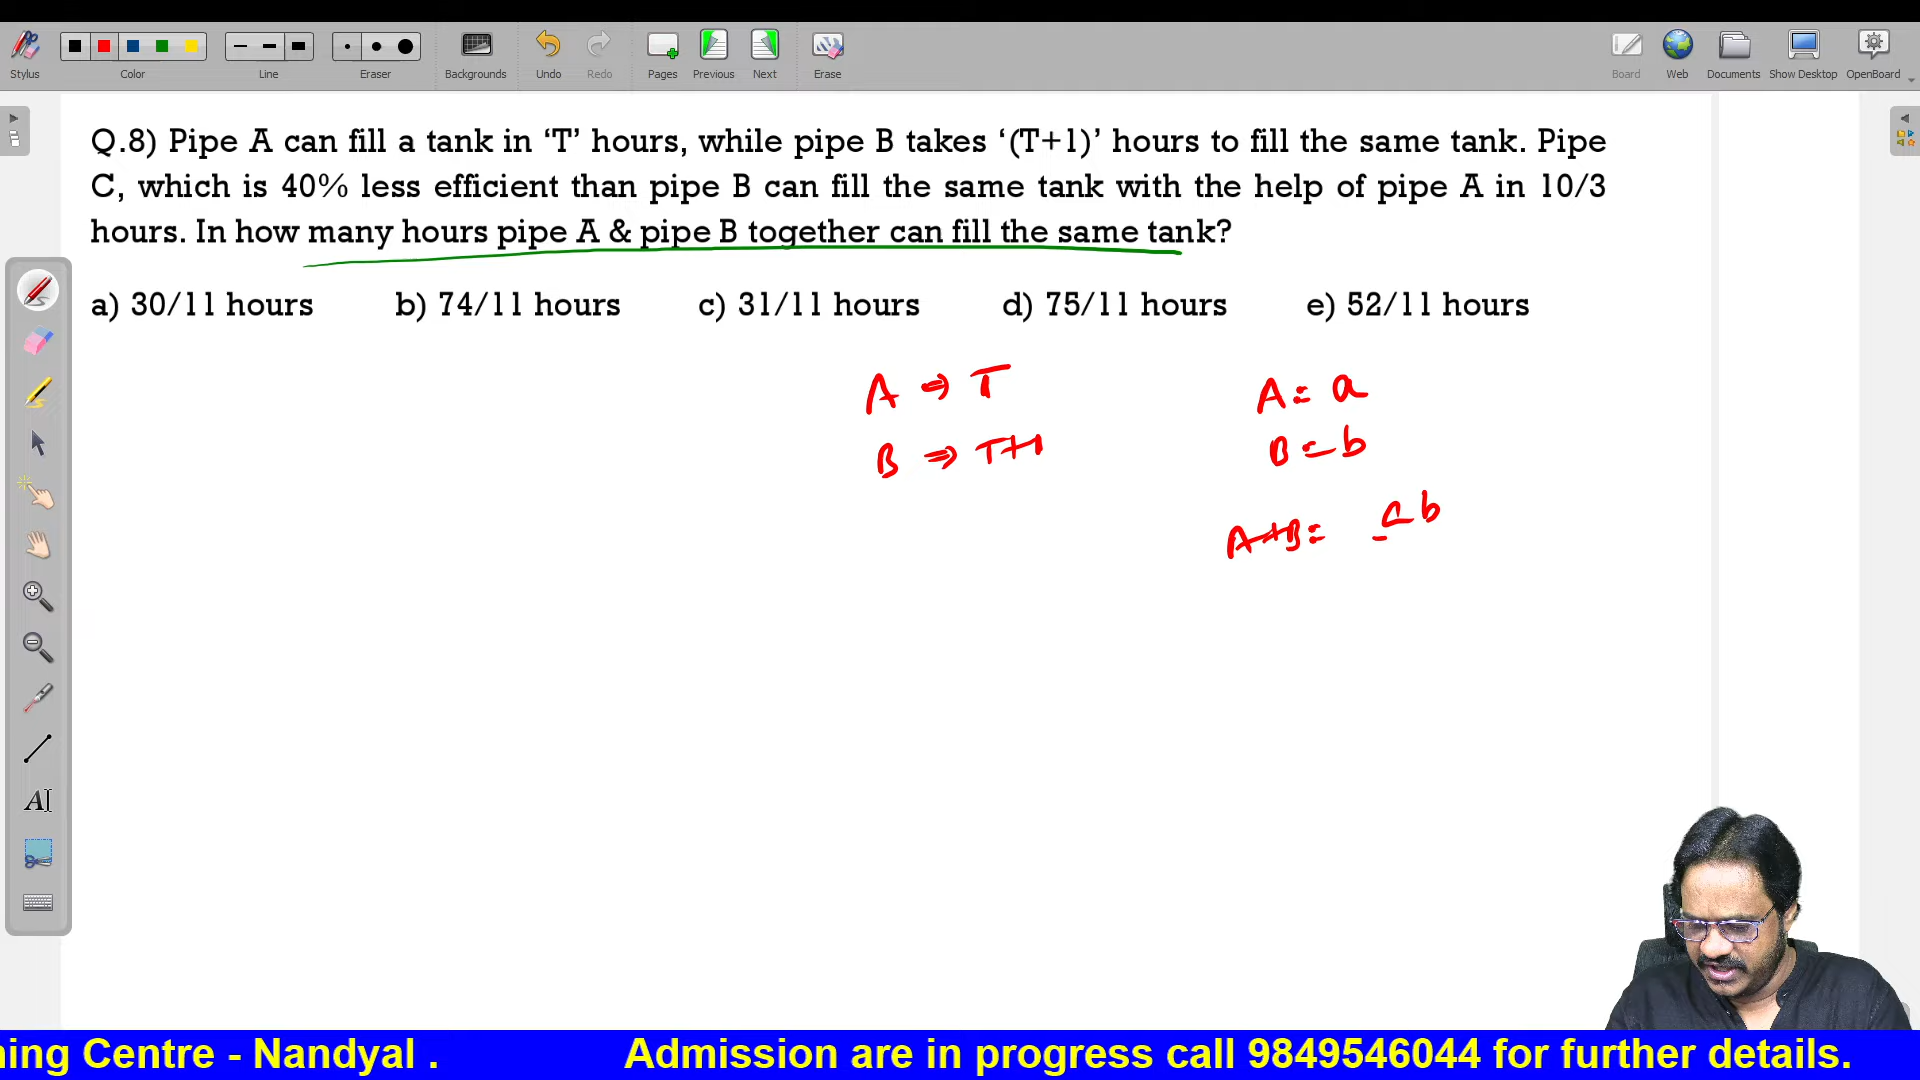 Stylus
Color
Line
Eraser
Backgrounds
Undo
Redo
Pages
Previous
Next
Erase
Board
Web
Documents
Show Desktop
OpenBoard
Q.8) Pipe A can fill a tank in ‘T’ hours, while pipe B takes ‘(T+1)’ hours to fill the same tank. Pipe
C, which is 40% less efficient than pipe B can fill the same tank with the help of pipe A in 10/3
hours. In how many hours pipe A & pipe B together can fill the same tank?
a) 30/11 hours b) 74/11 hours c) 31/11 hours d) 75/11 hours e) 52/11 hours
A ⇒ T
B ⇒ T+1
A = a
B = b
A+B = ab
ning Centre - Nandyal . Admission are in progress call 9849546044 for further details.